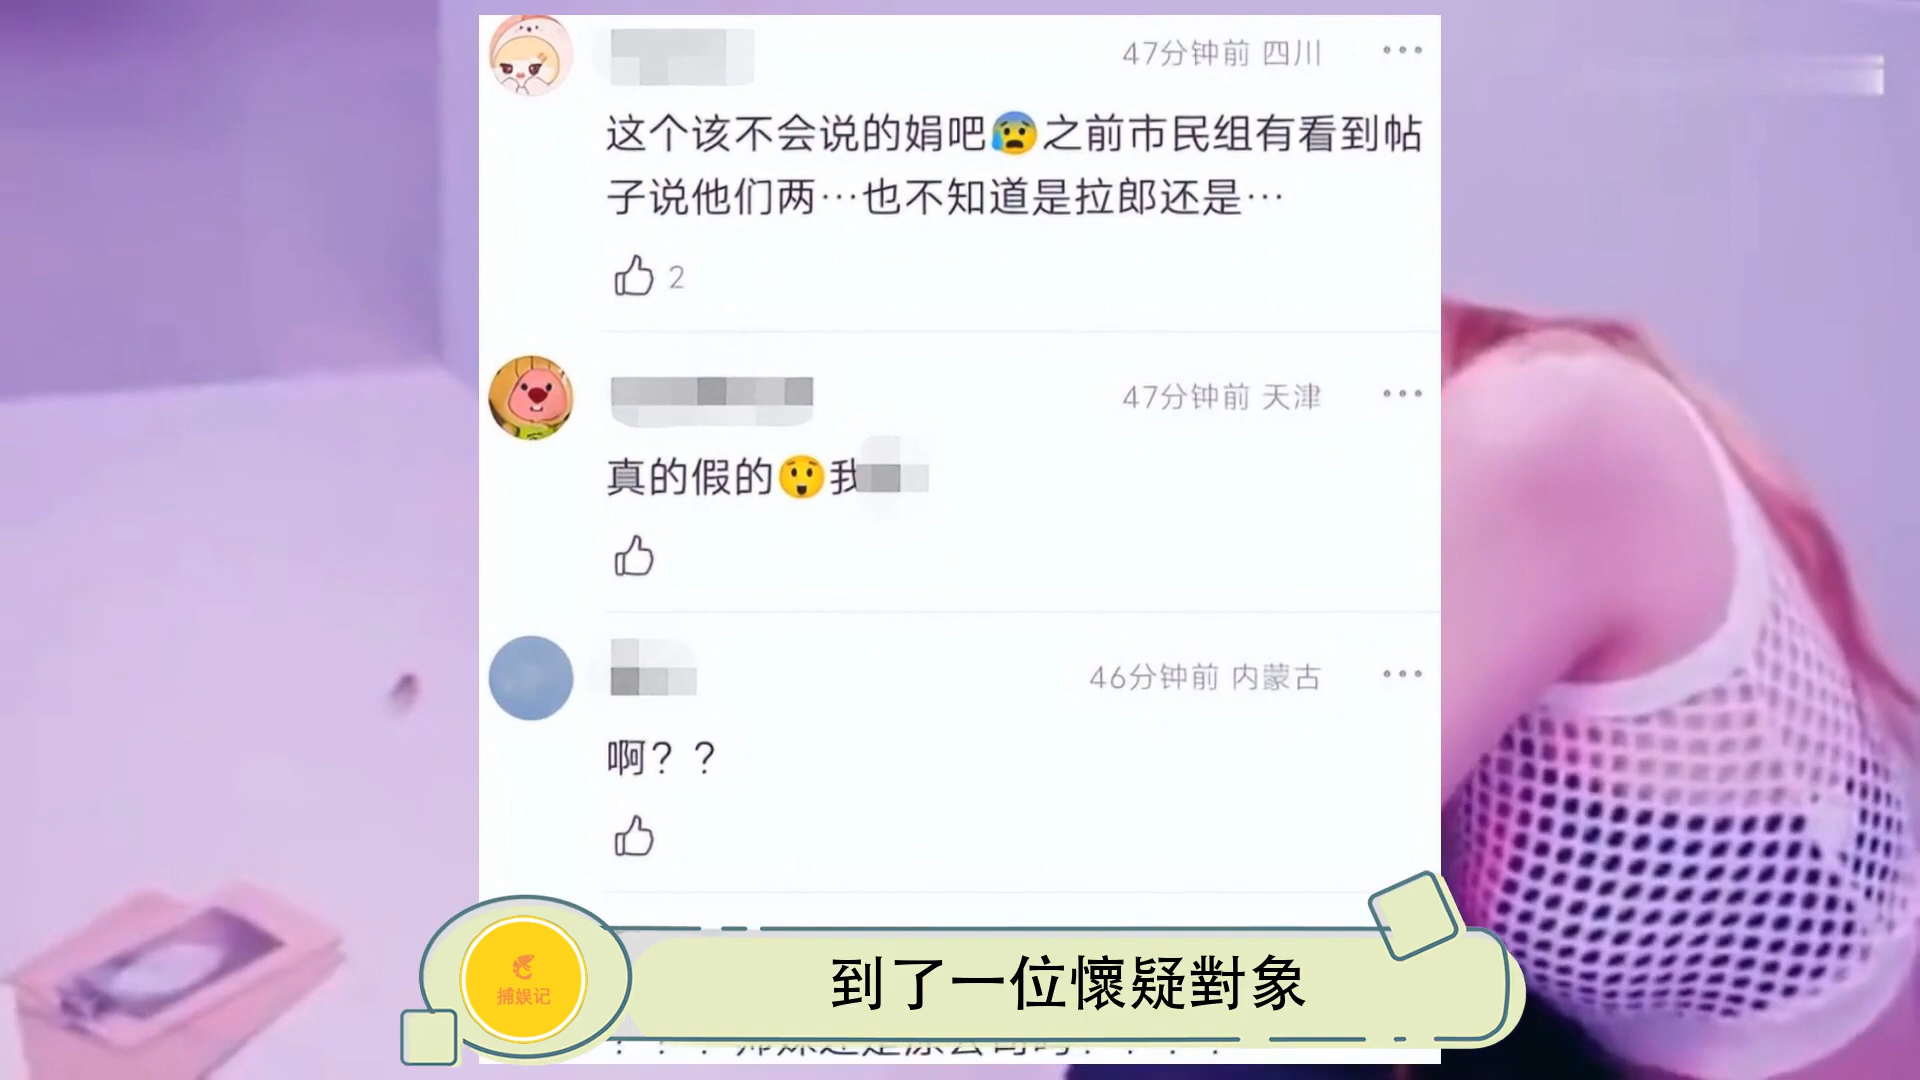 47分钟前 四川
这个该不会说的娟吧😰之前市民组有看到帖
子说他们两…也不知道是拉郎还是…
2
47分钟前 天津
真的假的😲我
46分钟前 内蒙古
啊？？
到了一位懷疑對象
捕娱记